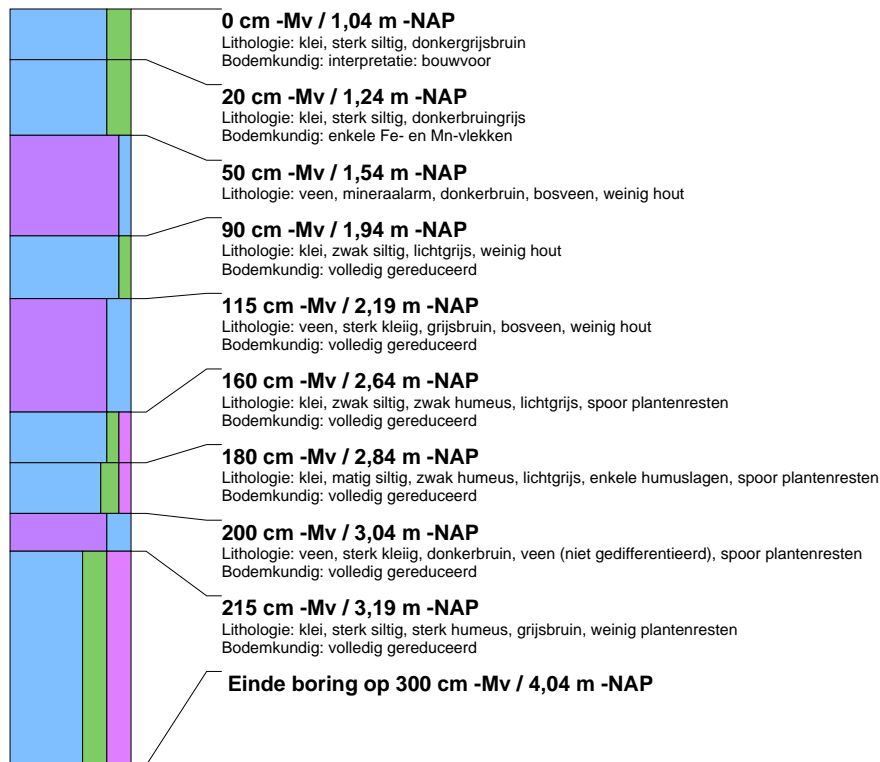 0 cm -Mv / 1,04 m -NAP
Lithologie: klei, sterk siltig, donkergrijsbruin
Bodemkundig: interpretatie: bouwvoor
20 cm -Mv / 1,24 m -NAP
Lithologie: klei, sterk siltig, donkerbruingrijs
Bodemkundig: enkele Fe- en Mn-vlekken
50 cm -Mv / 1,54 m -NAP
Lithologie: veen, mineraalarm, donkerbruin, bosveen, weinig hout
90 cm -Mv / 1,94 m -NAP
Lithologie: klei, zwak siltig, lichtgrijs, weinig hout
Bodemkundig: volledig gereduceerd
115 cm -Mv / 2,19 m -NAP
Lithologie: veen, sterk kleiig, grijsbruin, bosveen, weinig hout
Bodemkundig: volledig gereduceerd
160 cm -Mv / 2,64 m -NAP
Lithologie: klei, zwak siltig, zwak humeus, lichtgrijs, spoor plantenresten
Bodemkundig: volledig gereduceerd
180 cm -Mv / 2,84 m -NAP
Lithologie: klei, matig siltig, zwak humeus, lichtgrijs, enkele humuslagen, spoor plantenresten
Bodemkundig: volledig gereduceerd
200 cm -Mv / 3,04 m -NAP
Lithologie: veen, sterk kleiig, donkerbruin, veen (niet gedifferentieerd), spoor plantenresten
Bodemkundig: volledig gereduceerd
215 cm -Mv / 3,19 m -NAP
Lithologie: klei, sterk siltig, sterk humeus, grijsbruin, weinig plantenresten
Bodemkundig: volledig gereduceerd
Einde boring op 300 cm -Mv / 4,04 m -NAP